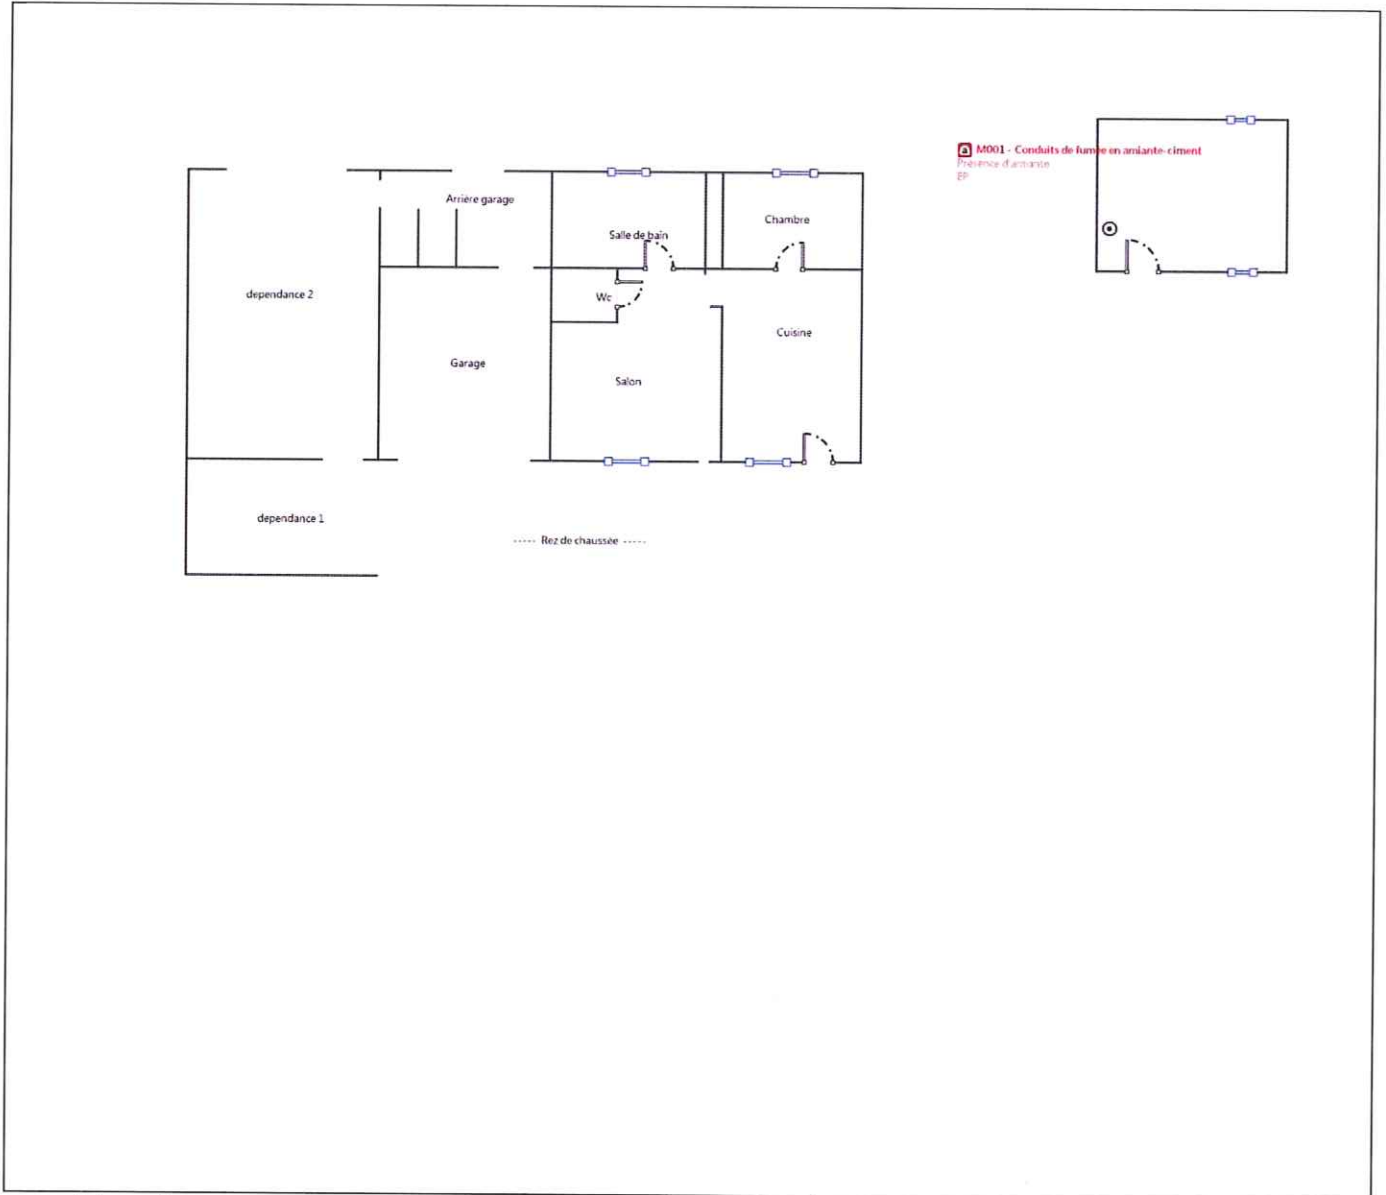 a M001 - Conduits de fumée en amiante-ciment
Présence d'amiante
EP
Arrière garage
Chambre
Salle de bain
dependance 2
Wc
Cuisine
Garage
Salon
dependance 1
----- Rez de chaussée -----